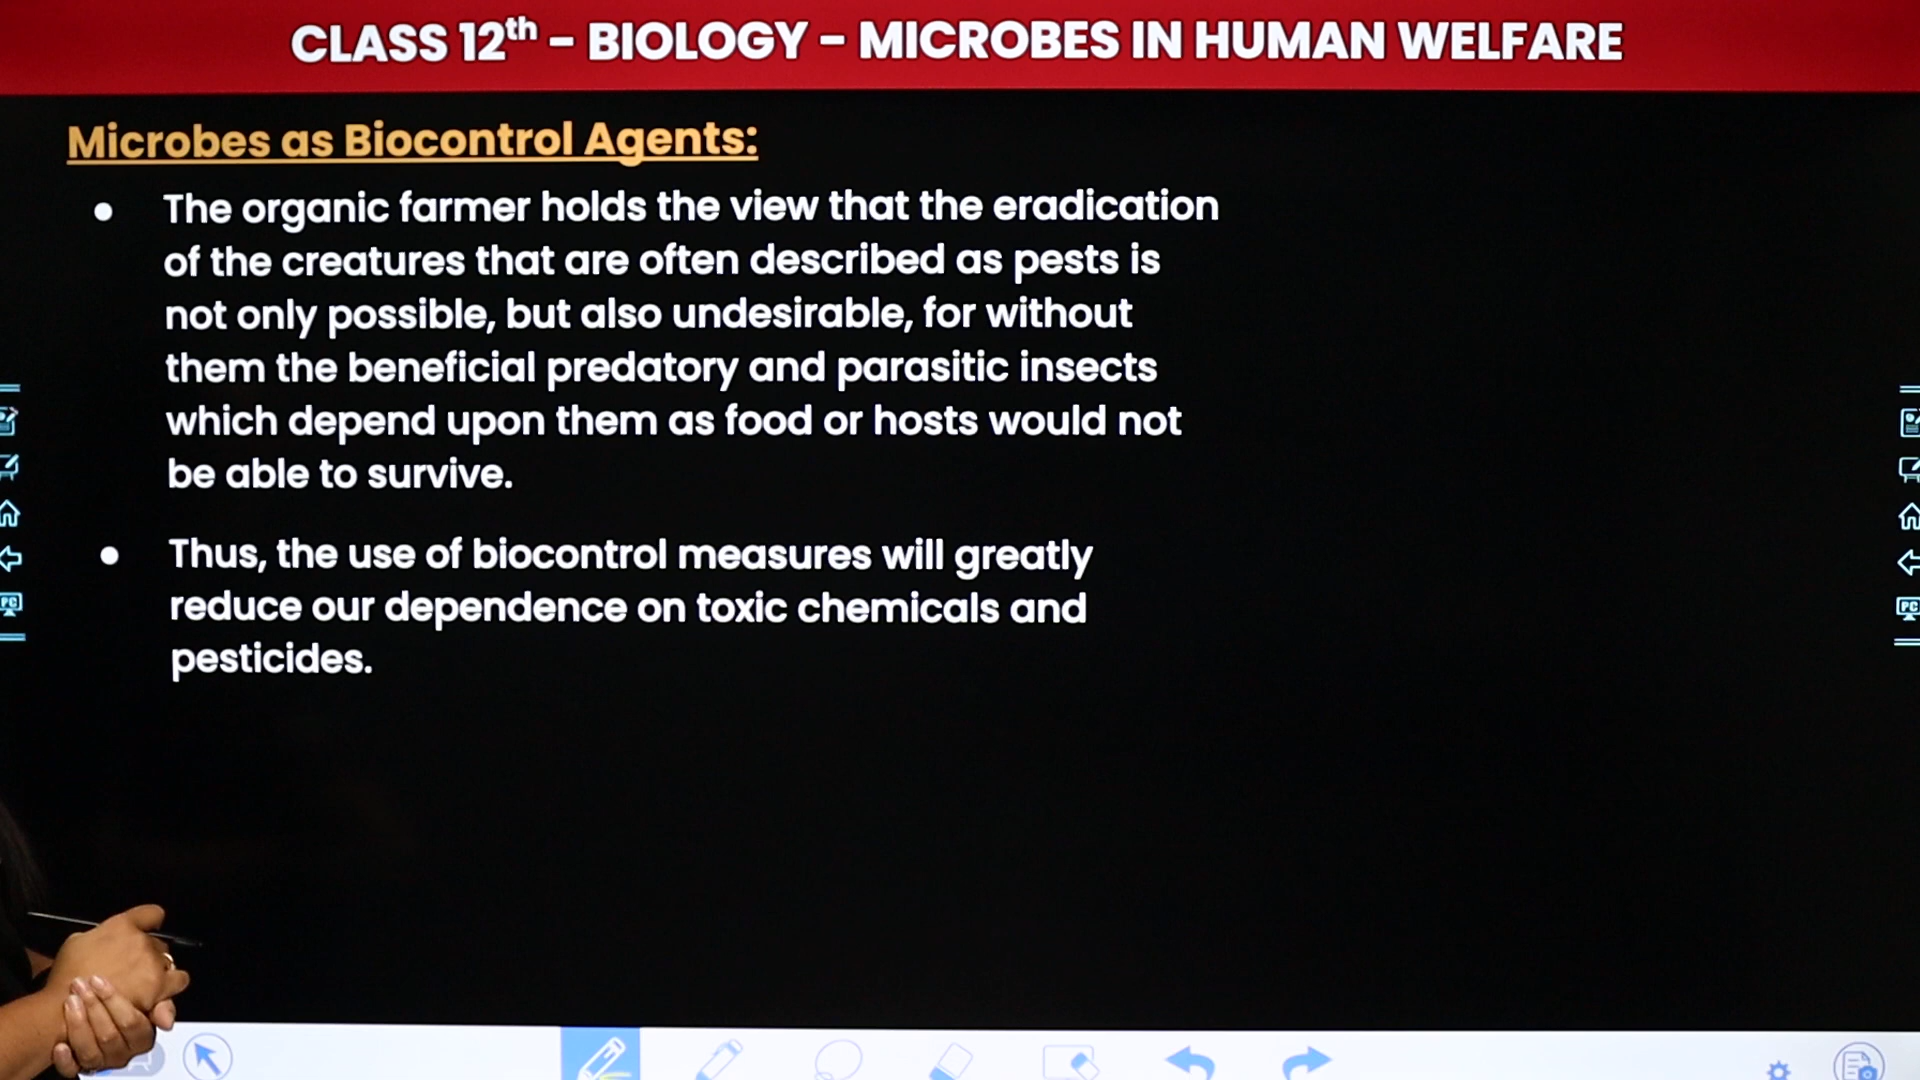 CLASS 12th - BIOLOGY - MICROBES IN HUMAN WELFARE
Microbes as Biocontrol Agents:
● The organic farmer holds the view that the eradication
of the creatures that are often described as pests is
not only possible, but also undesirable, for without
them the beneficial predatory and parasitic insects
which depend upon them as food or hosts would not
be able to survive.
● Thus, the use of biocontrol measures will greatly
reduce our dependence on toxic chemicals and
pesticides.
PC
PC